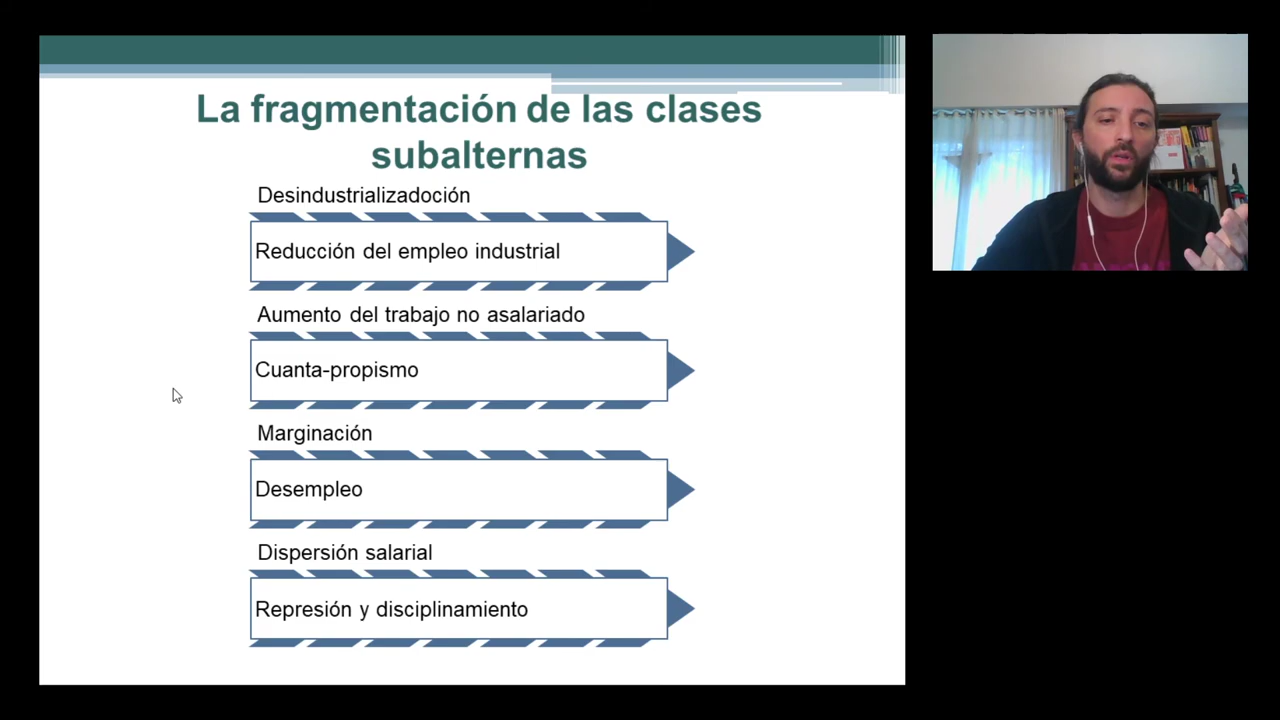 La fragmentación de las clases
subalternas
Desindustrializadoción
Reducción del empleo industrial
Aumento del trabajo no asalariado
Cuanta-propismo
Marginación
Desempleo
Dispersión salarial
Represión y disciplinamiento